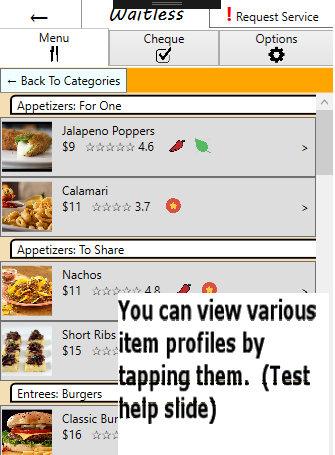 ← Waitless ! Request Service
Menu Cheque Options
← Back To Categories
Appetizers: For One
Jalapeno Poppers
$9 ☆☆☆☆☆ 4.6
>
Calamari
$11 ☆☆☆☆ 3.7
>
Appetizers: To Share
Nachos
$11 ☆☆☆☆☆ 4.8
Short Ribs
$15 ☆☆
Entrees: Burgers
Classic Bur
$16 ☆☆
You can view various
item profiles by
tapping them. (Test
help slide)